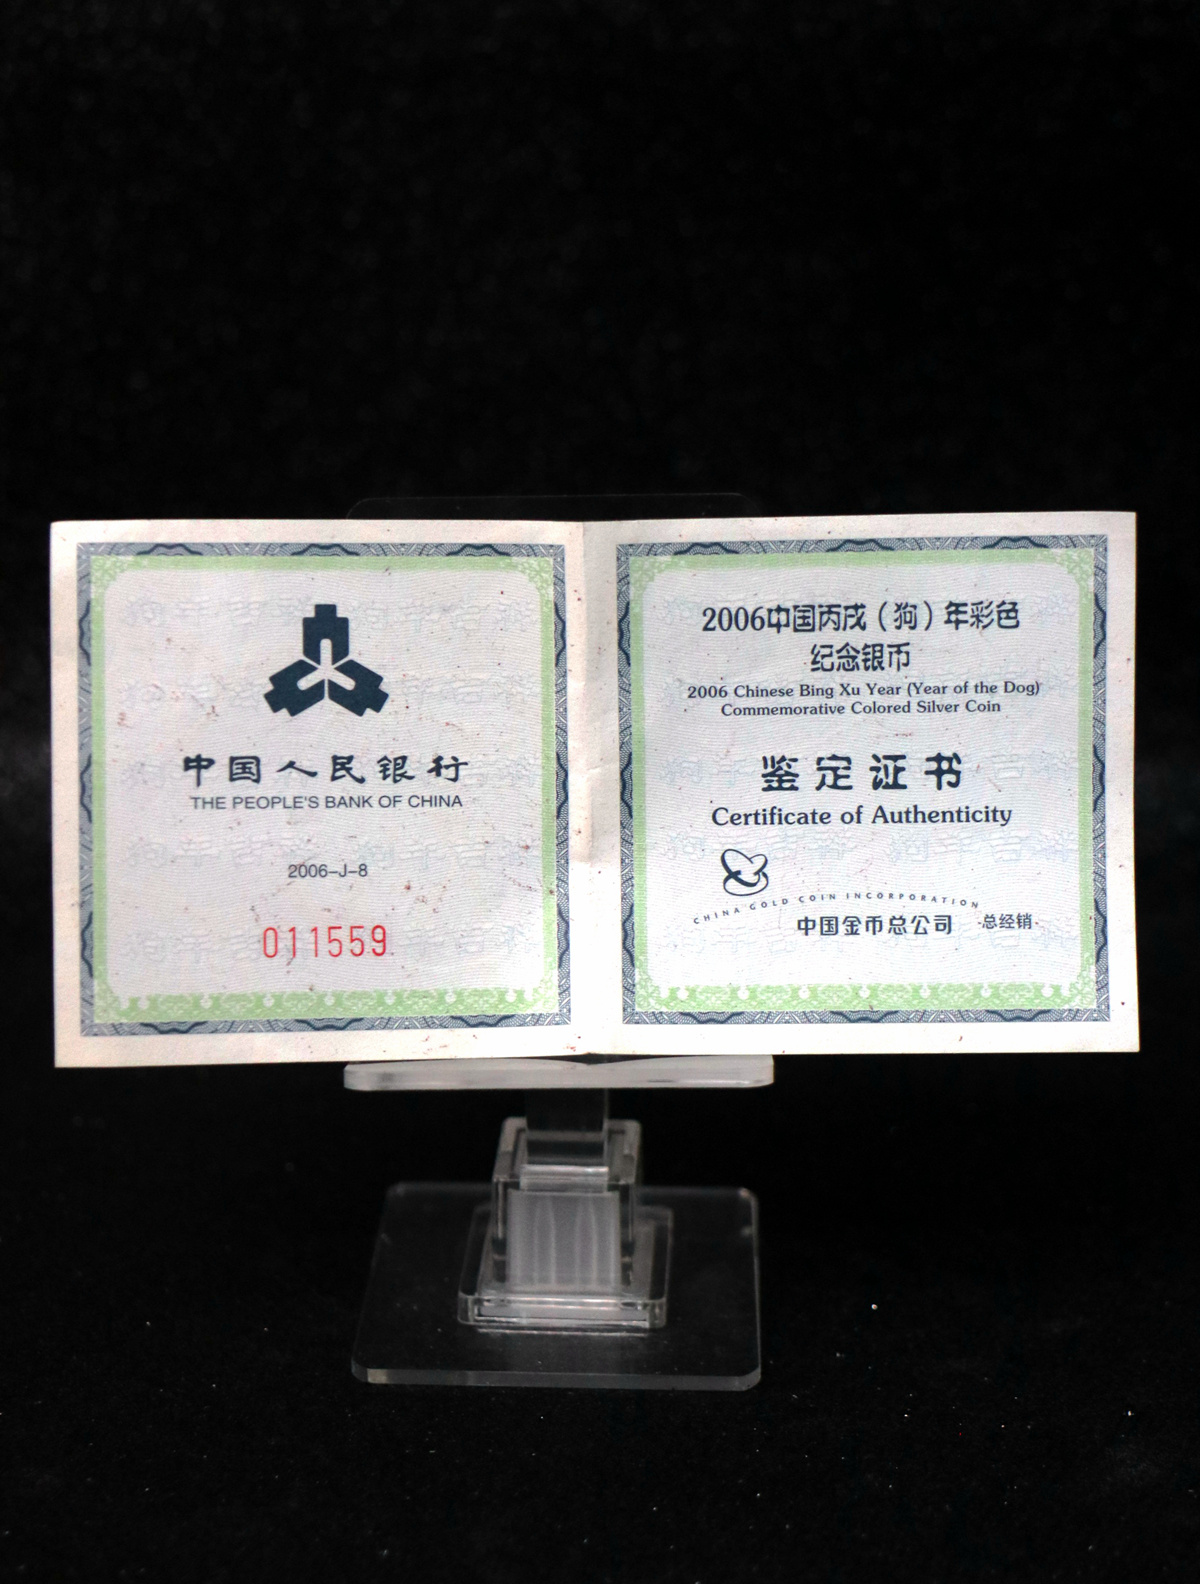 中国人民银行
THE PEOPLE'S BANK OF CHINA
2006-J-8
011559
2006中国丙戌（狗）年彩色
纪念银币
2006 Chinese Bing Xu Year (Year of the Dog)
Commemorative Colored Silver Coin
鉴定证书
Certificate of Authenticity
CHINA GOLD COIN INCORPORATION
中国金币总公司 ·总经销·